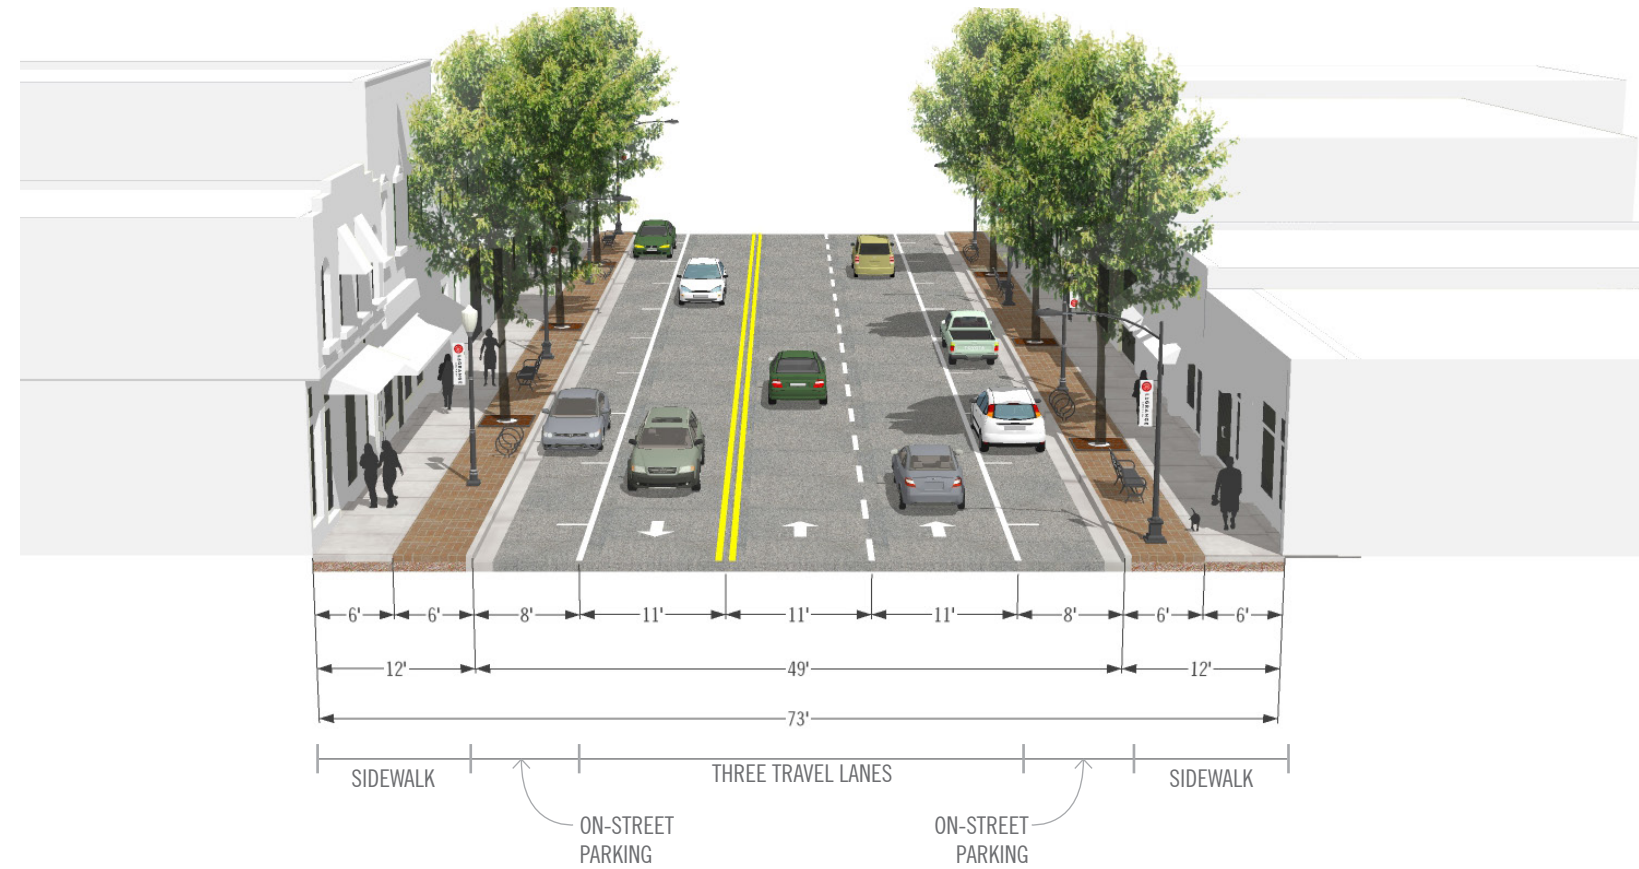 6' 6' 8' 11' 11' 11' 8' 6' 6'
12' 49' 12'
73'
SIDEWALK
THREE TRAVEL LANES
SIDEWALK
ON-STREET
PARKING
ON-STREET
PARKING